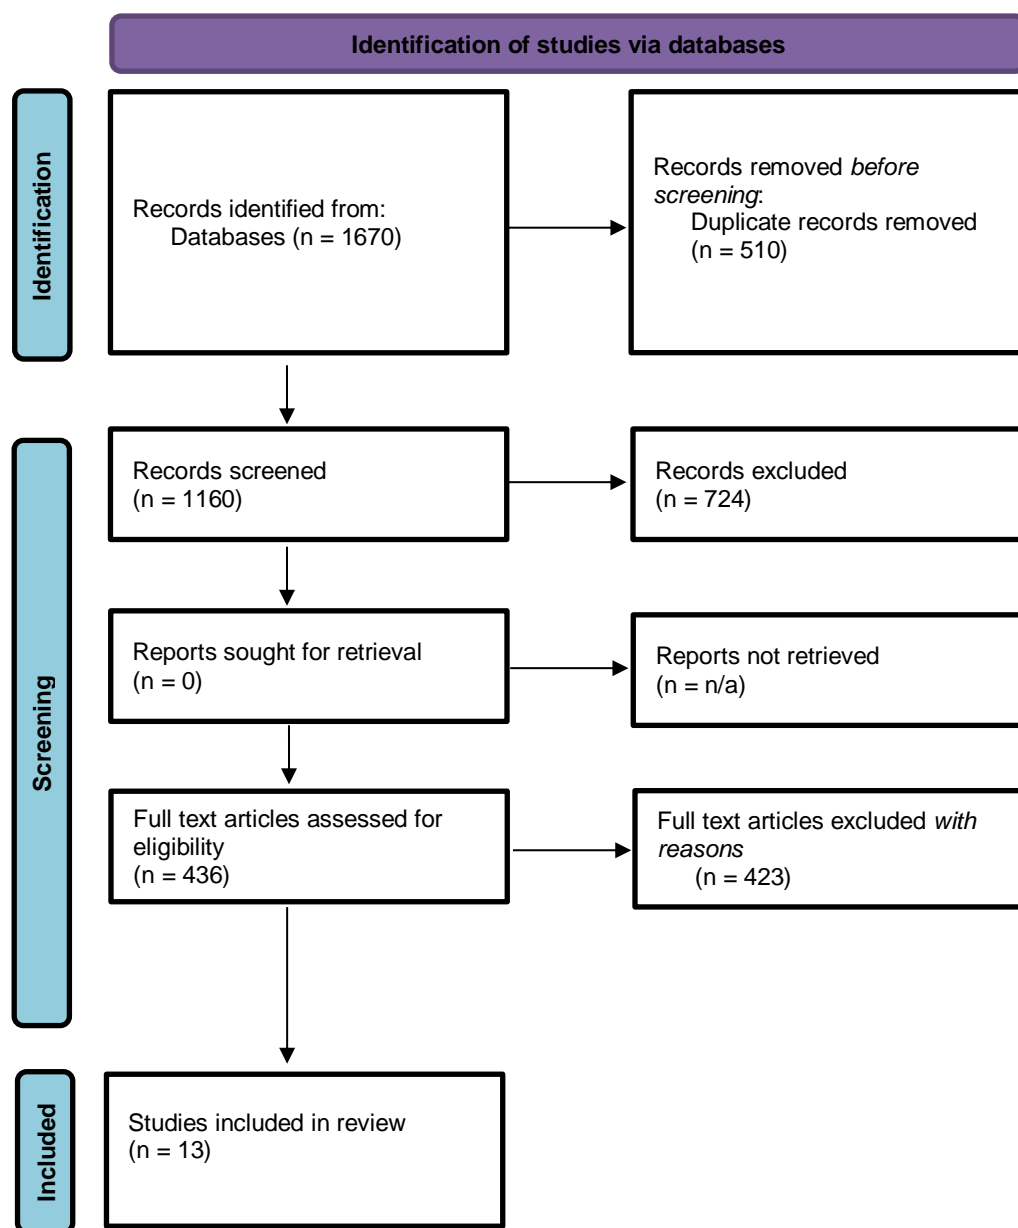 Identification of studies via databases
Identification
Records identified from:
Databases (n = 1670)
Records removed before
screening:
Duplicate records removed
(n = 510)
Screening
Records screened
(n = 1160)
Records excluded
(n = 724)
Reports sought for retrieval
(n = 0)
Reports not retrieved
(n = n/a)
Full text articles assessed for
eligibility
(n = 436)
Full text articles excluded with
reasons
(n = 423)
Included
Studies included in review
(n = 13)